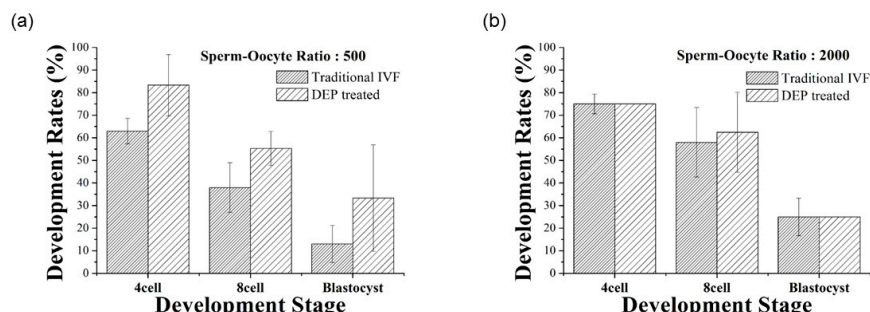 (a)
Sperm-Oocyte Ratio : 500
Traditional IVF
DEP treated
Development Rates (%)
100
90
80
70
60
50
40
30
20
10
0
4cell 8cell Blastocyst
Development Stage
(b)
Sperm-Oocyte Ratio : 2000
Traditional IVF
DEP treated
Development Rates (%)
100
90
80
70
60
50
40
30
20
10
0
4cell 8cell Blastocyst
Development Stage